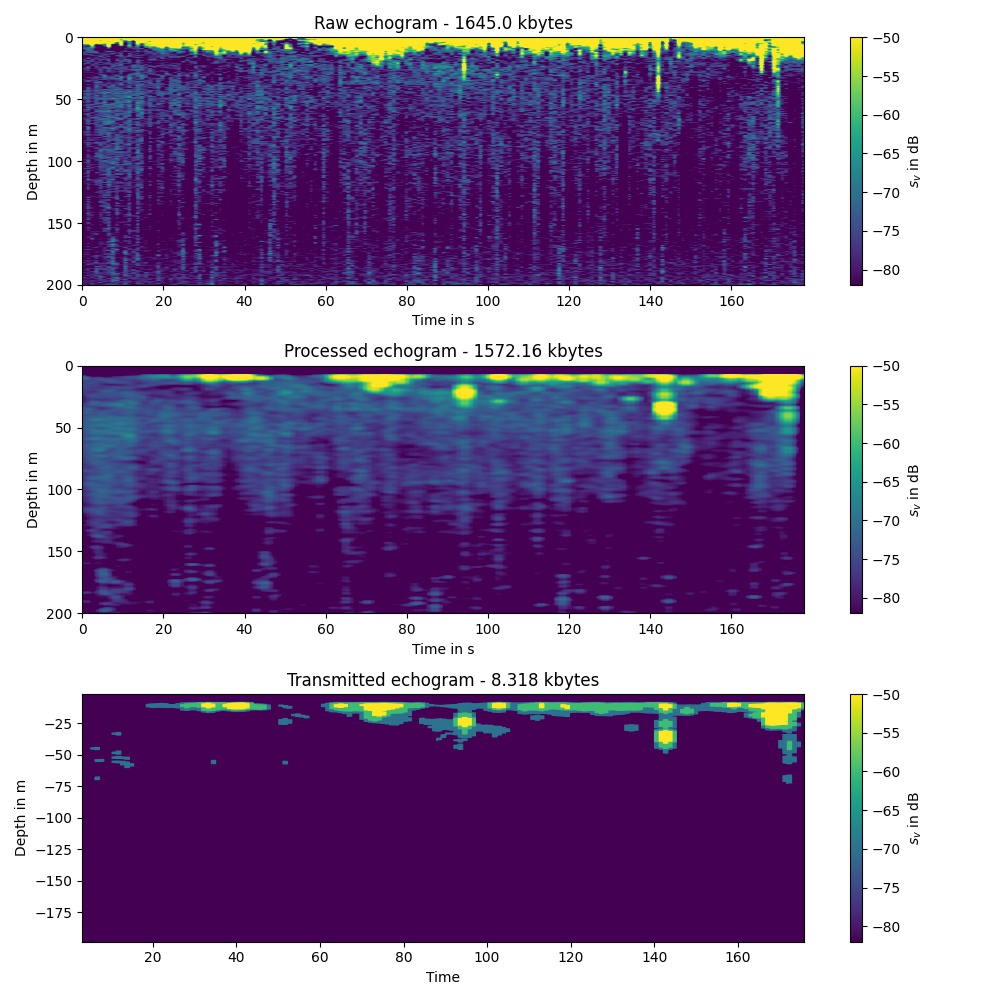 Raw echogram - 1645.0 kbytes
0
50
100
150
200
Depth in m
0 20 40 60 80 100 120 140 160
Time in s
−50
−55
−60
−65
−70
−75
−80
sv in dB
Processed echogram - 1572.16 kbytes
0
50
100
150
200
Depth in m
0 20 40 60 80 100 120 140 160
Time in s
−50
−55
−60
−65
−70
−75
−80
sv in dB
Transmitted echogram - 8.318 kbytes
−25
−50
−75
−100
−125
−150
−175
Depth in m
20 40 60 80 100 120 140 160
Time
−50
−55
−60
−65
−70
−75
−80
sv in dB